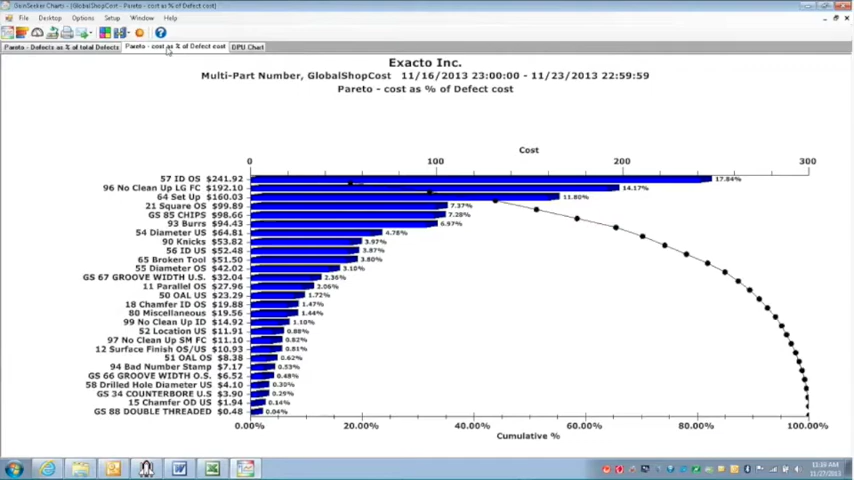 GainSeeker Charts - [GlobalShopCost - Pareto - cost as % of Defect cost]
File Desktop Options Setup Window Help
Pareto - Defects as % of total Defects Pareto - cost as % of Defect cost DPU Chart
Exacto Inc.
Multi-Part Number, GlobalShopCost 11/16/2013 23:00:00 - 11/23/2013 22:59:59
Pareto - cost as % of Defect cost
Cost
0 100 200 300
57 ID OS $241.92 17.84%
96 No Clean Up LG FC $192.10 14.17%
64 Set Up $160.03 11.80%
21 Square OS $99.89 7.37%
GS 85 CHIPS $98.66 7.28%
93 Burrs $94.43 6.97%
54 Diameter US $64.81 4.78%
90 Knicks $53.82 3.97%
56 ID US $52.48 3.97%
65 Broken Tool $51.50 3.80%
55 Diameter OS $42.02 3.10%
GS 67 GROOVE WIDTH U.S. $32.04 2.36%
11 Parallel OS $27.96 2.06%
50 OAL US $23.29 1.72%
18 Chamfer ID OS $19.88 1.47%
80 Miscellaneous $19.56 1.44%
99 No Clean Up ID $14.92 1.10%
52 Location US $11.91 0.88%
97 No Clean Up SM FC $11.10 0.82%
12 Surface Finish OS/US $10.93 0.81%
51 OAL OS $8.38 0.62%
94 Bad Number Stamp $7.17 0.53%
GS 66 GROOVE WIDTH O.S. $6.52 0.48%
58 Drilled Hole Diameter US $4.10 0.30%
GS 34 COUNTERBORE U.S $3.90 0.29%
15 Chamfer OD US $1.94 0.14%
GS 88 DOUBLE THREADED $0.48 0.04%
0.00% 20.00% 40.00% 60.00% 80.00% 100.00%
Cumulative %
11/27/2013